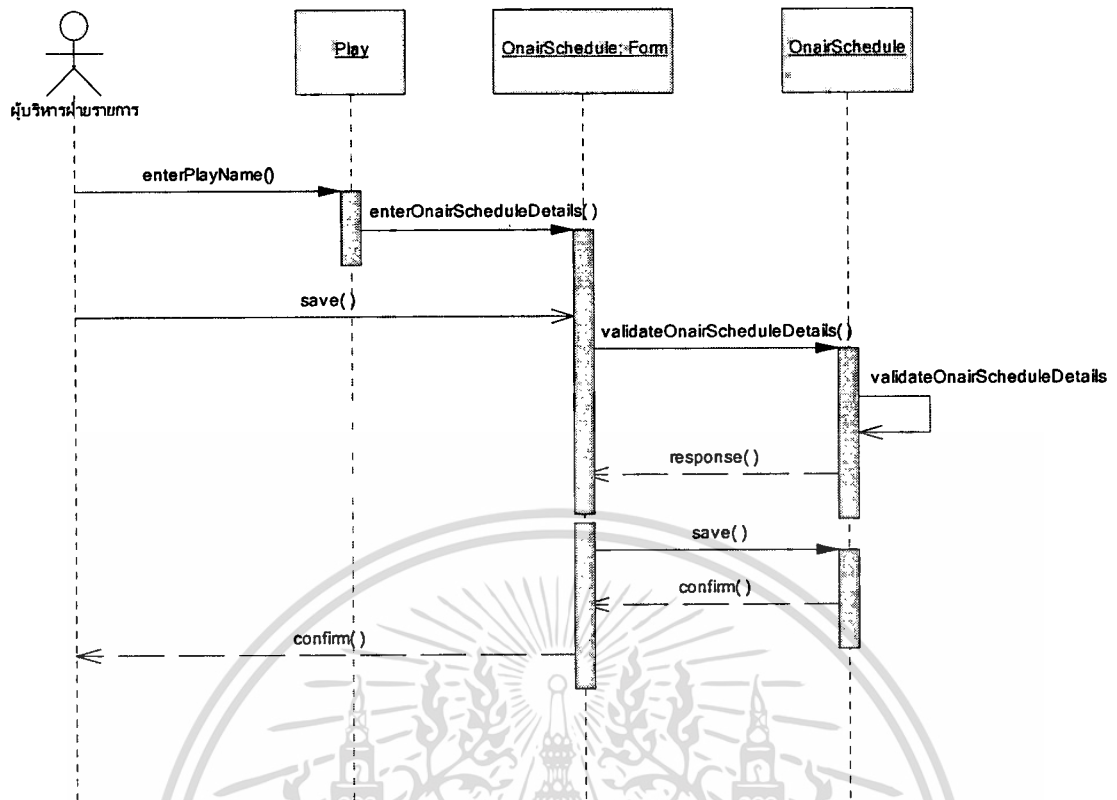 Play
OnairSchedule: Form
OnairSchedule
ผู้บริหารฝ่ายรายการ
enterPlayName()
enterOnairScheduleDetails()
save()
validateOnairScheduleDetails()
validateOnairScheduleDetails
response()
save()
confirm()
confirm()